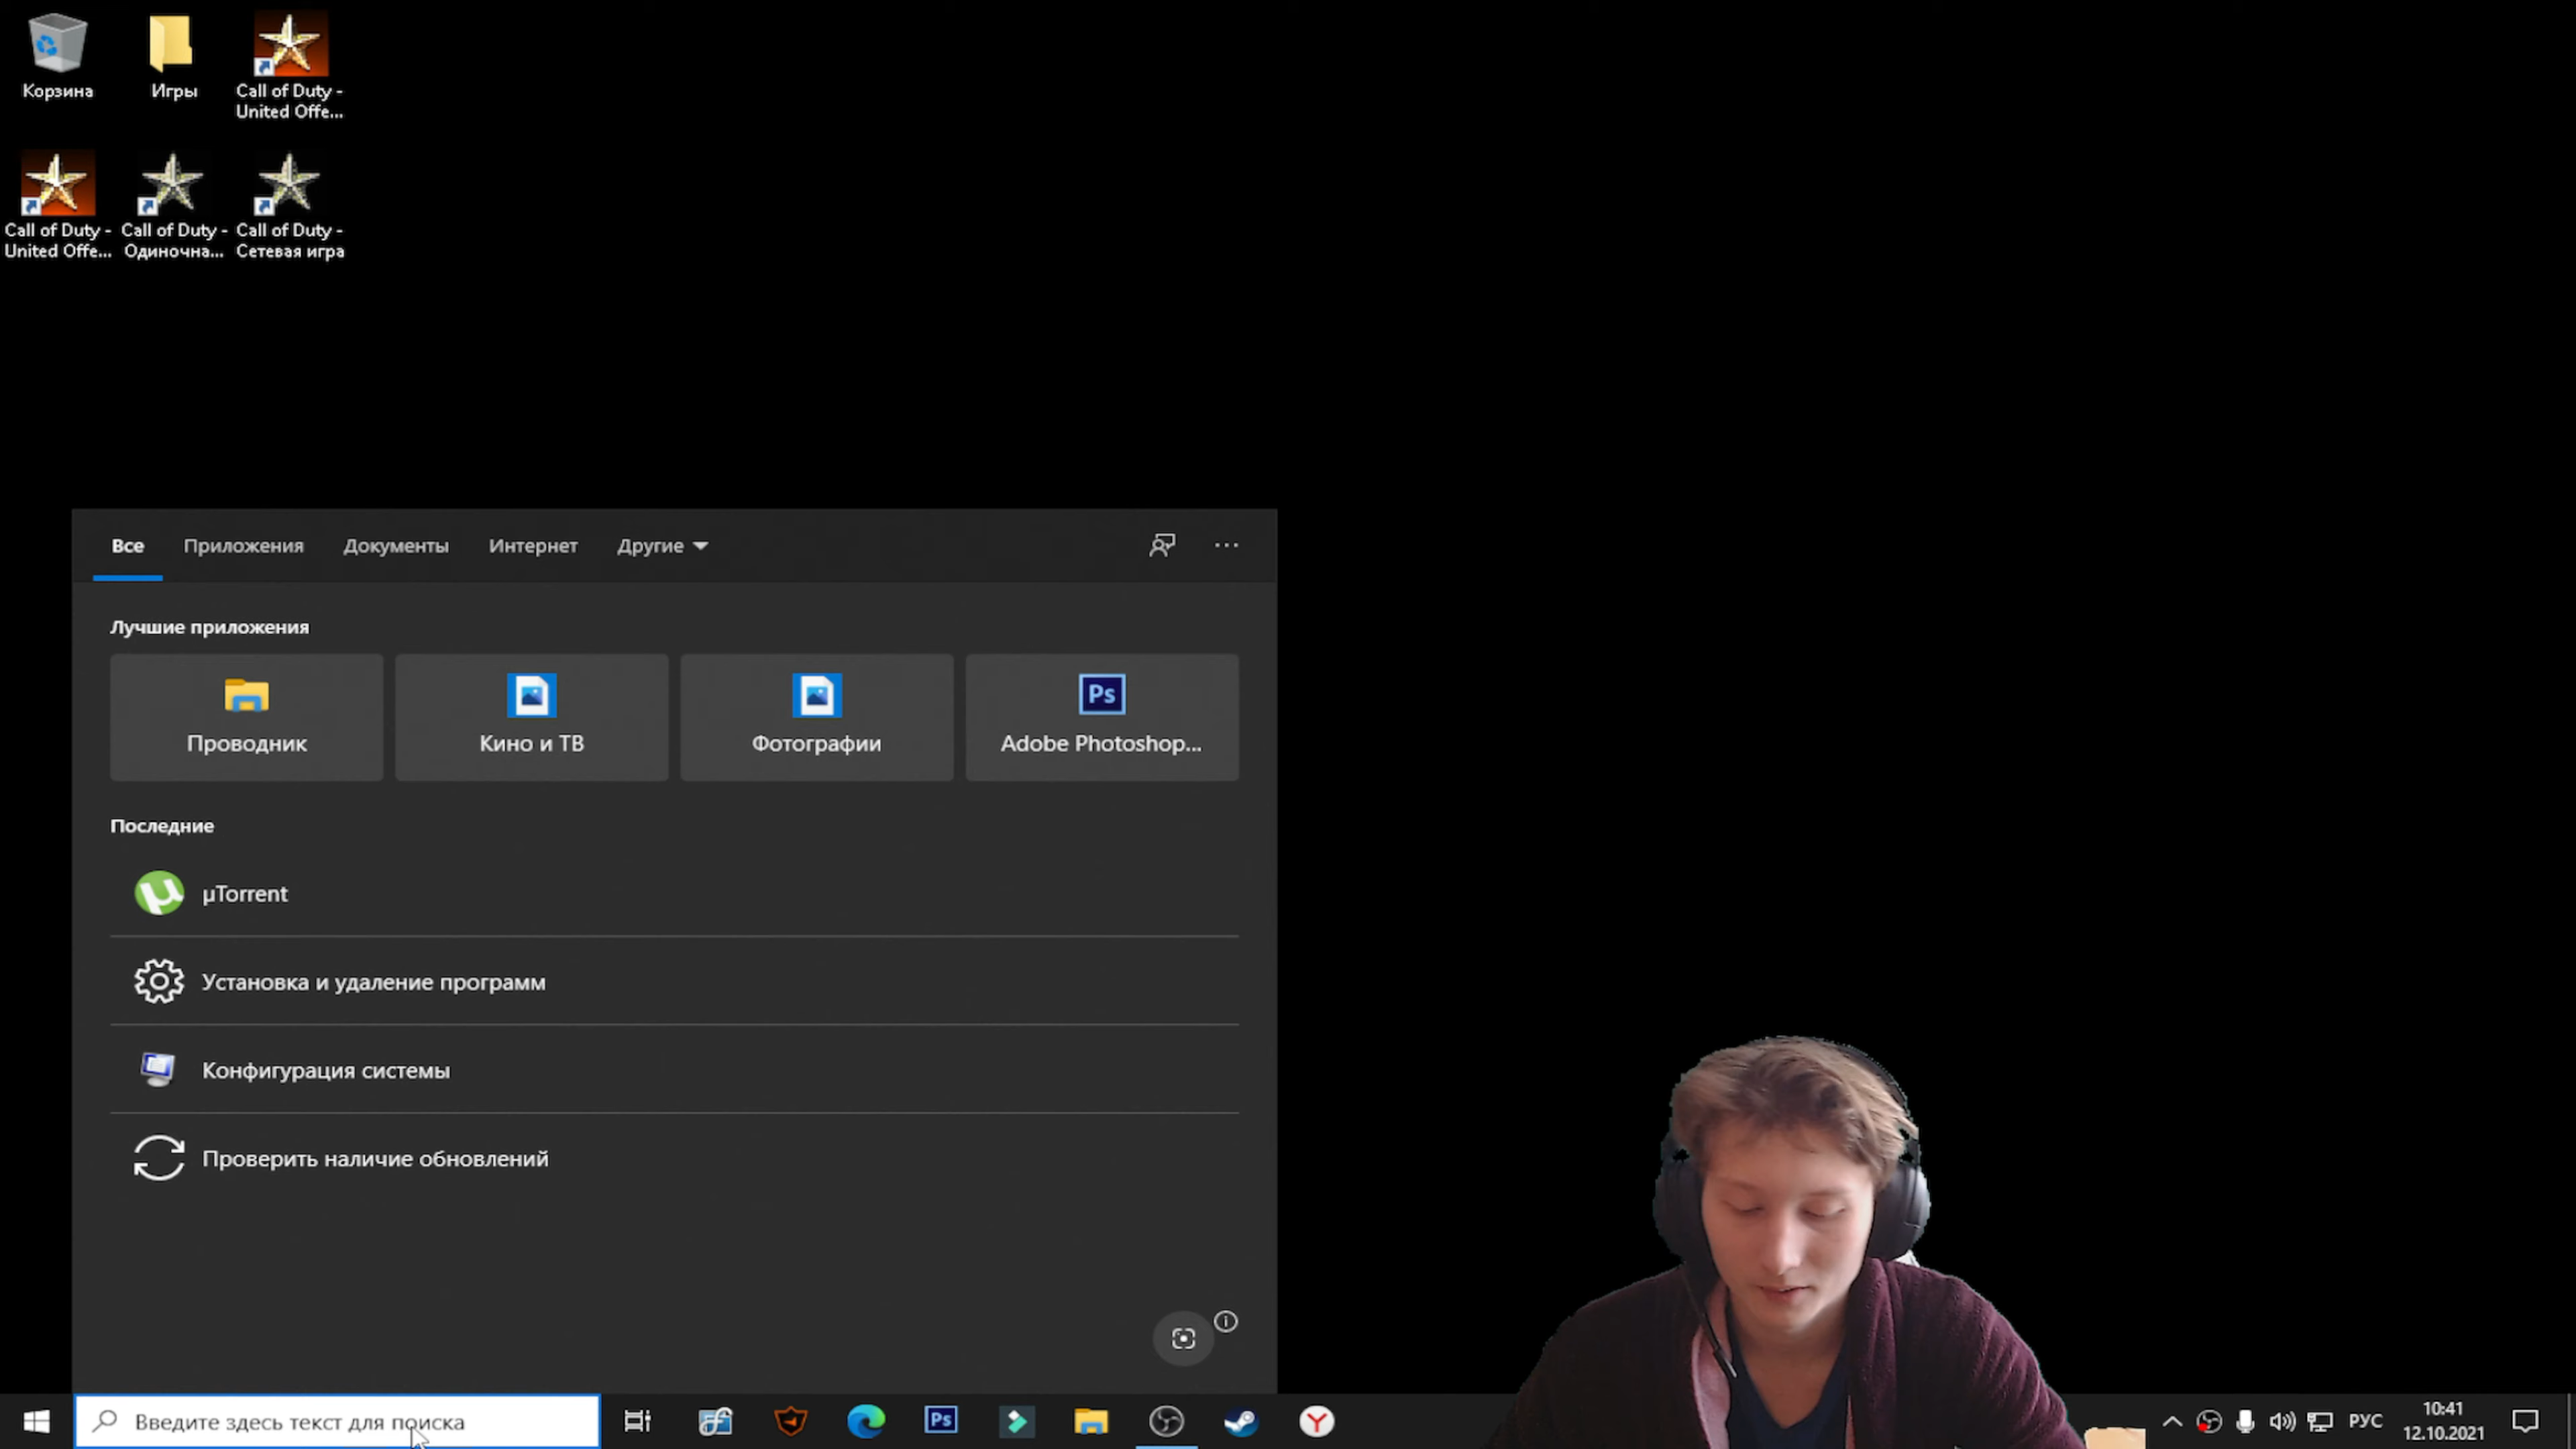 Корзина
Игры
Call of Duty -
United Offe...
Call of Duty -
United Offe...
Call of Duty -
Одиночна...
Call of Duty -
Сетевая игра
Все
Приложения
Документы
Интернет
Другие
Лучшие приложения
Проводник
Кино и ТВ
Фотографии
Ps
Adobe Photoshop...
Последние
µTorrent
Установка и удаление программ
Конфигурация системы
Проверить наличие обновлений
Введите здесь текст для поиска
Ps
РУС
10:41
12.10.2021